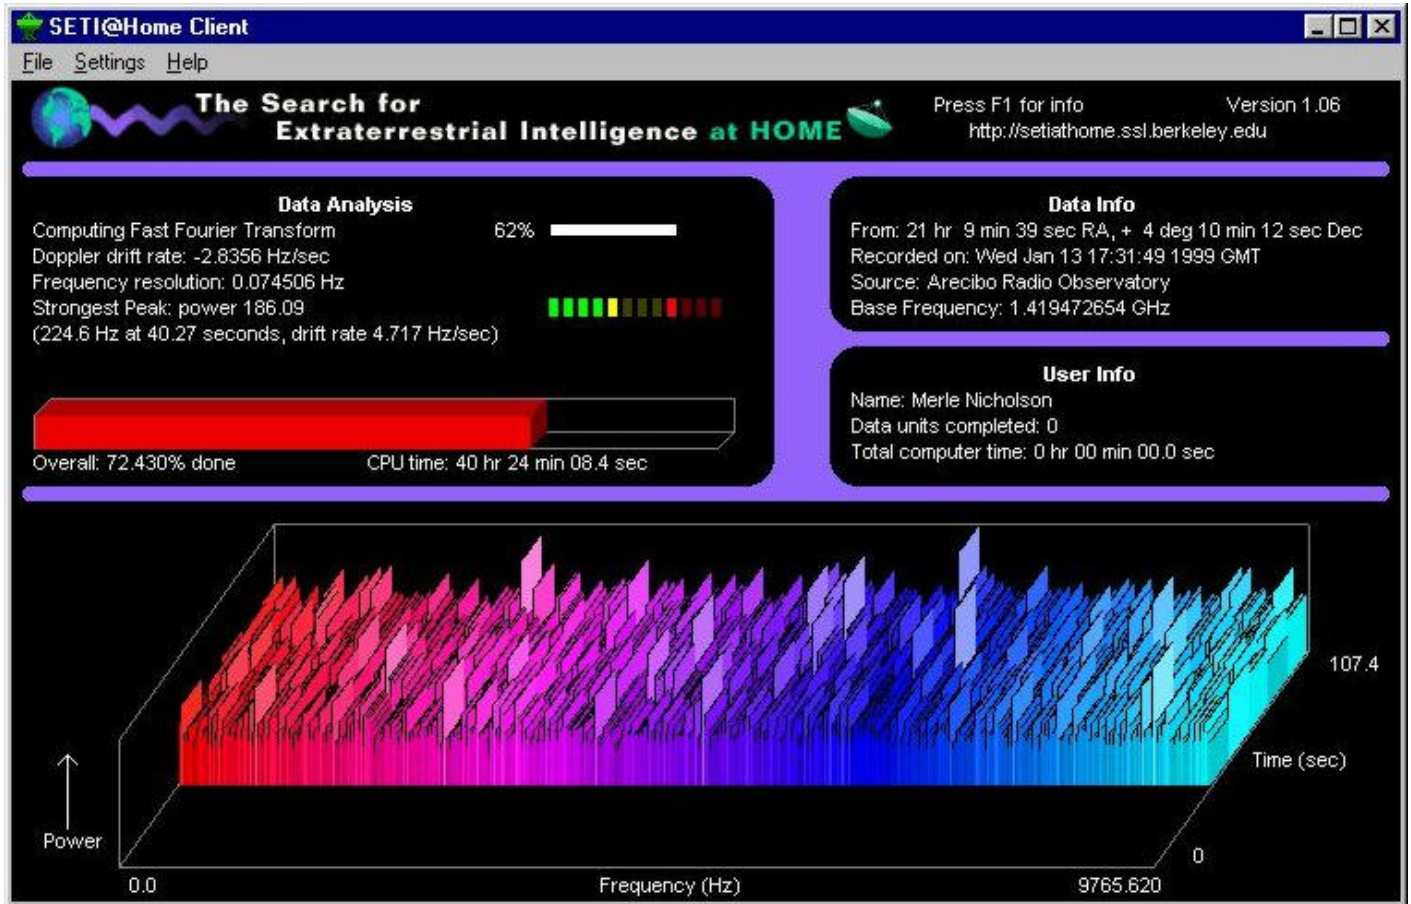 SETI@Home Client
File Settings Help
The Search for
Extraterrestrial Intelligence at HOME
Press F1 for info Version 1.06
http://setiathome.ssl.berkeley.edu
Data Analysis
Computing Fast Fourier Transform 62%
Doppler drift rate: -2.8356 Hz/sec
Frequency resolution: 0.074506 Hz
Strongest Peak: power 186.09
(224.6 Hz at 40.27 seconds, drift rate 4.717 Hz/sec)
Overall: 72.430% done CPU time: 40 hr 24 min 08.4 sec
Data Info
From: 21 hr 9 min 39 sec RA, + 4 deg 10 min 12 sec Dec
Recorded on: Wed Jan 13 17:31:49 1999 GMT
Source: Arecibo Radio Observatory
Base Frequency: 1.419472654 GHz
User Info
Name: Merle Nicholson
Data units completed: 0
Total computer time: 0 hr 00 min 00.0 sec
107.4
Time (sec)
Power
0
0.0 Frequency (Hz) 9765.620